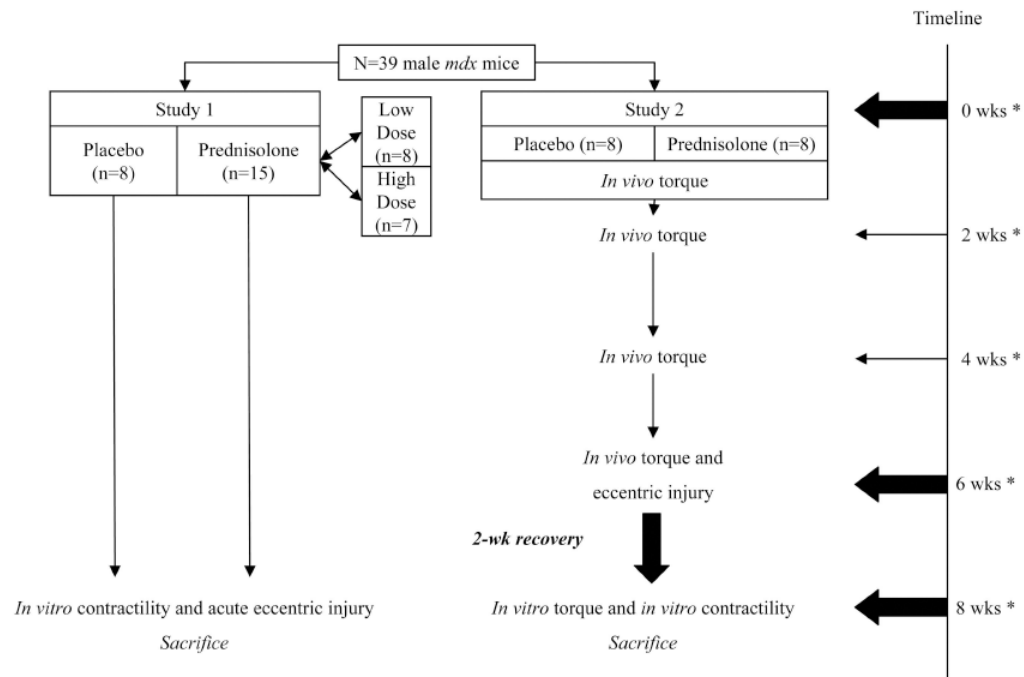 Timeline
N=39 male mdx mice
Study 1
Placebo
(n=8)
Prednisolone
(n=15)
Low
Dose
(n=8)
High
Dose
(n=7)
Study 2
Placebo (n=8)
Prednisolone (n=8)
In vivo torque
0 wks *
In vivo torque
2 wks *
In vivo torque
4 wks *
In vivo torque and
eccentric injury
6 wks *
2-wk recovery
In vitro contractility and acute eccentric injury
Sacrifice
In vitro torque and in vitro contractility
Sacrifice
8 wks *